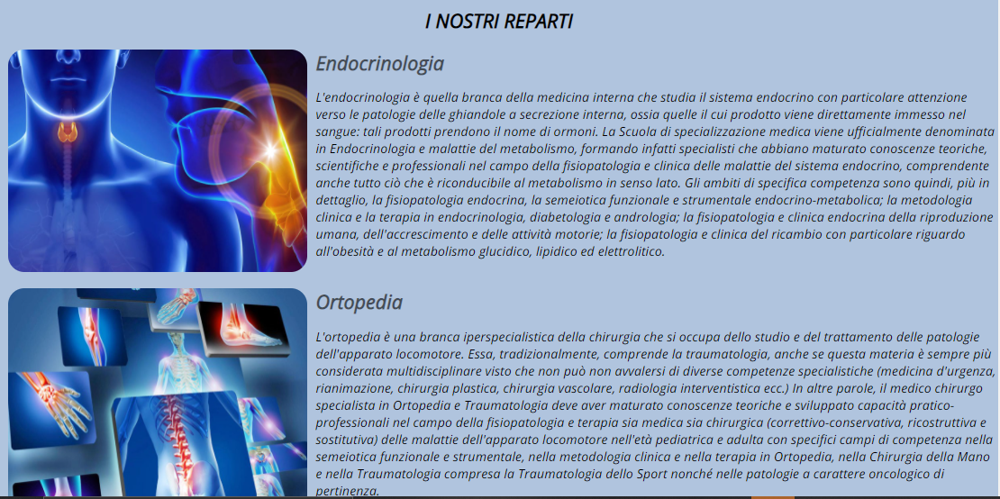 I NOSTRI REPARTI
Endocrinologia
L'endocrinologia è quella branca della medicina interna che studia il sistema endocrino con particolare attenzione
verso le patologie delle ghiandole a secrezione interna, ossia quelle il cui prodotto viene direttamente immesso nel
sangue: tali prodotti prendono il nome di ormoni. La Scuola di specializzazione medica viene ufficialmente denominata
in Endocrinologia e malattie del metabolismo, formando infatti specialisti che abbiano maturato conoscenze teoriche,
scientifiche e professionali nel campo della fisiopatologia e clinica delle malattie del sistema endocrino, comprendente
anche tutto ciò che è riconducibile al metabolismo in senso lato. Gli ambiti di specifica competenza sono quindi, più in
dettaglio, la fisiopatologia endocrina, la semeiotica funzionale e strumentale endocrino-metabolica; la metodologia
clinica e la terapia in endocrinologia, diabetologia e andrologia; la fisiopatologia e clinica endocrina della riproduzione
umana, dell'accrescimento e delle attività motorie; la fisiopatologia e clinica del ricambio con particolare riguardo
all'obesità e al metabolismo glucidico, lipidico ed elettrolitico.
Ortopedia
L'ortopedia è una branca iperspecialistica della chirurgia che si occupa dello studio e del trattamento delle patologie
dell'apparato locomotore. Essa, tradizionalmente, comprende la traumatologia, anche se questa materia è sempre più
considerata multidisciplinare visto che non può non avvalersi di diverse competenze specialistiche (medicina d'urgenza,
rianimazione, chirurgia plastica, chirurgia vascolare, radiologia interventistica ecc.) In altre parole, il medico chirurgo
specialista in Ortopedia e Traumatologia deve aver maturato conoscenze teoriche e sviluppato capacità pratico-
professionali nel campo della fisiopatologia e terapia sia medica sia chirurgica (correttivo-conservativa, ricostruttiva e
sostitutiva) delle malattie dell'apparato locomotore nell'età pediatrica e adulta con specifici campi di competenza nella
semeiotica funzionale e strumentale, nella metodologia clinica e nella terapia in Ortopedia, nella Chirurgia della Mano
e nella Traumatologia compresa la Traumatologia dello Sport nonché nelle patologie a carattere oncologico di
pertinenza.